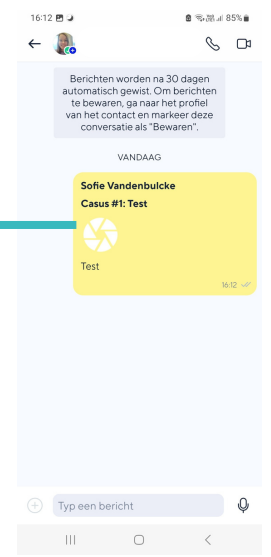 16:12
85%
Berichten worden na 30 dagen
automatisch gewist. Om berichten
te bewaren, ga naar het profiel
van het contact en markeer deze
conversatie als "Bewaren".
VANDAAG
Sofie Vandenbulcke
Casus #1: Test
Test
16:12
Typ een bericht